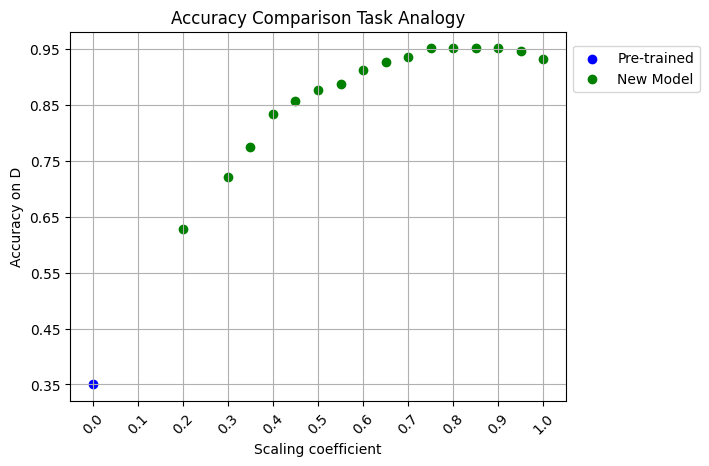 Accuracy Comparison Task Analogy
Accuracy on D
0.95
0.85
0.75
0.65
0.55
0.45
0.35
0.0 0.1 0.2 0.3 0.4 0.5 0.6 0.7 0.8 0.9 1.0
Scaling coefficient
Pre-trained
New Model